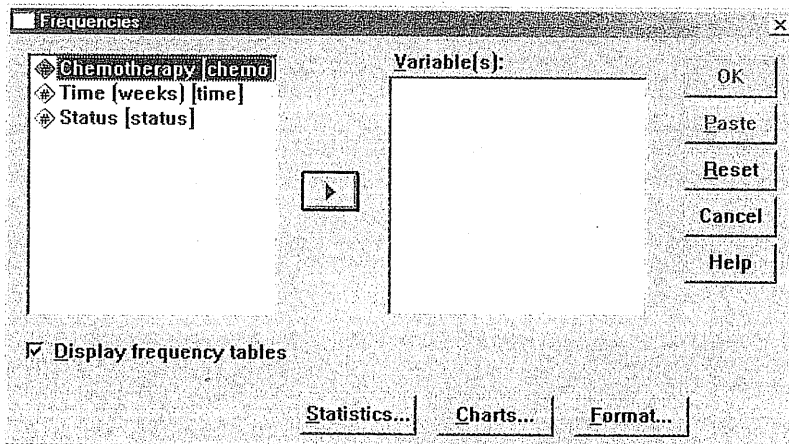 Frequencies
Chemotherapy [chemo]
Time (weeks) [time]
Status [status]
Variable(s):
OK
Paste
Reset
Cancel
Help
Display frequency tables
Statistics...
Charts...
Format...